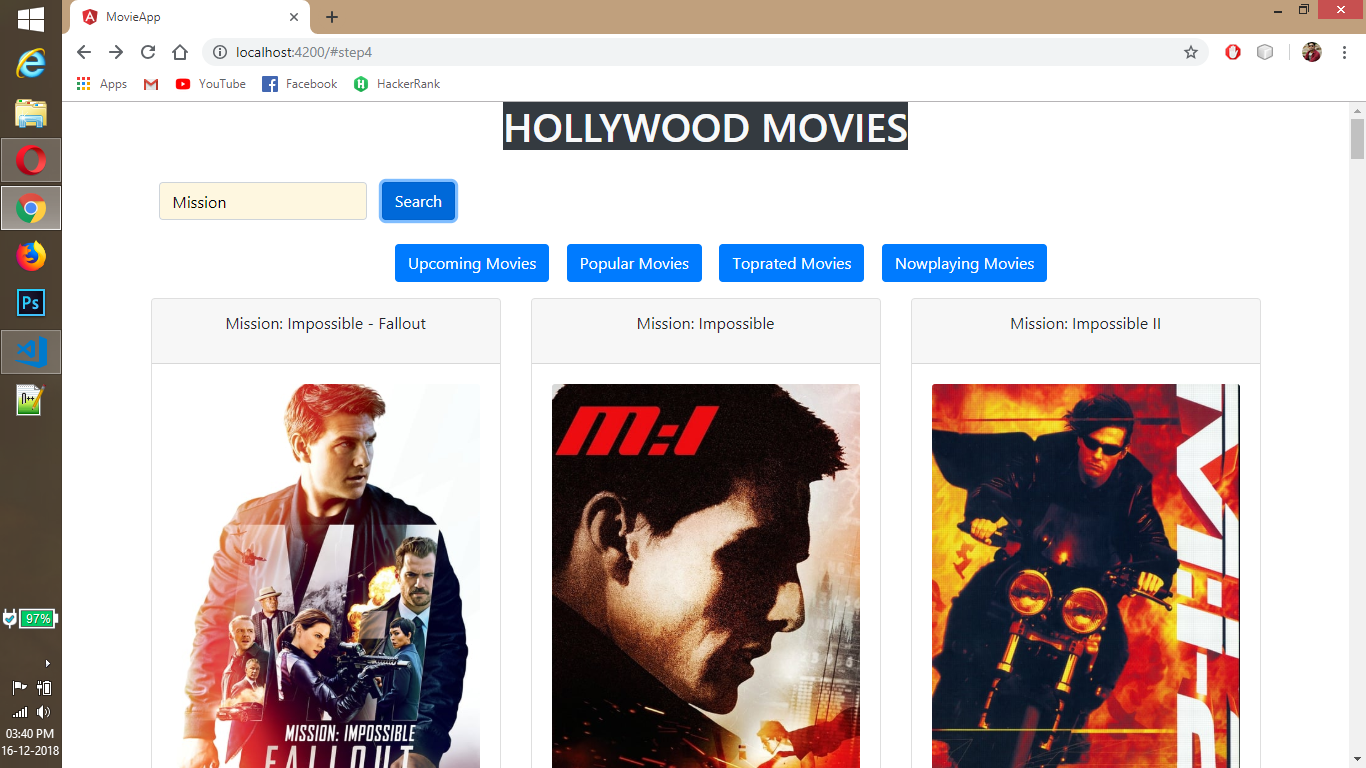 MovieApp
localhost:4200/#step4
Apps YouTube Facebook HackerRank
HOLLYWOOD MOVIES
Mission Search
Upcoming Movies Popular Movies Toprated Movies Nowplaying Movies
Mission: Impossible - Fallout
Mission: Impossible
Mission: Impossible II
MISSION: IMPOSSIBLE
FALLOUT
M:I
M:I-2
Ps
97%
03:40 PM
16-12-2018